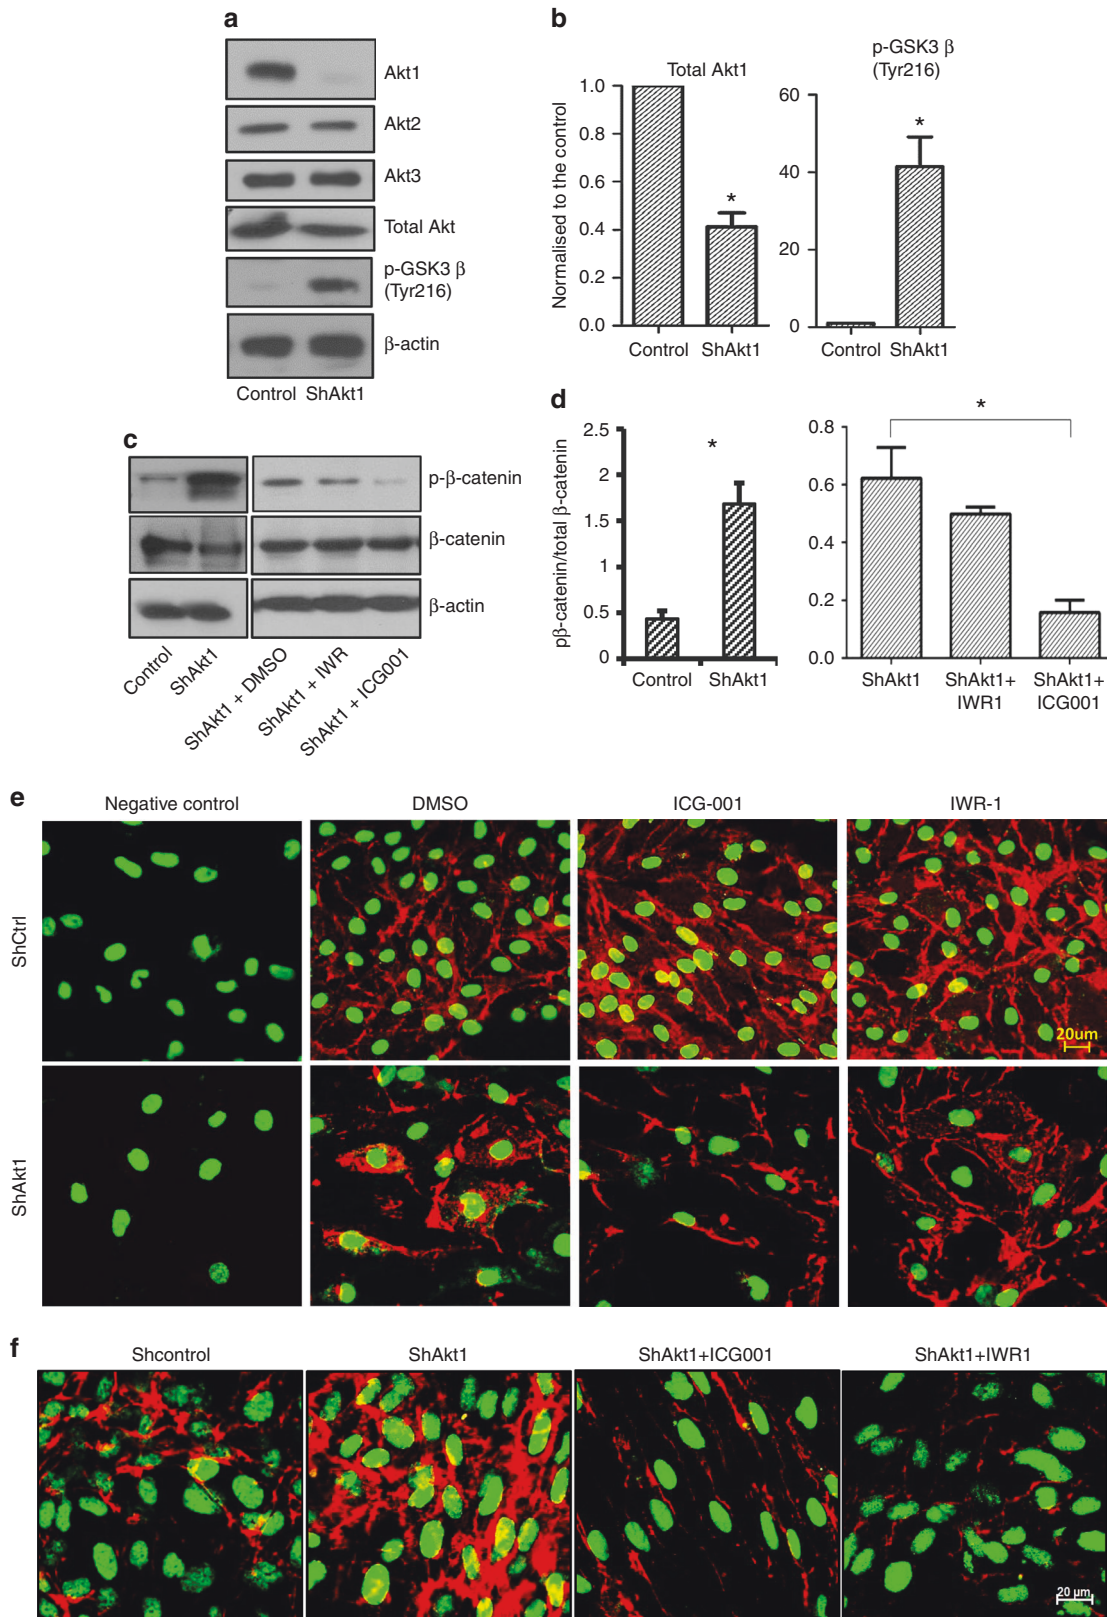 a
Akt1
Akt2
Akt3
Total Akt
p-GSK3 β
(Tyr216)
β-actin
Control ShAkt1
b
Total Akt1
p-GSK3 β
(Tyr216)
Normalised to the control
1.0
0.8
0.6
0.4
0.2
0.0
*
Control ShAkt1
60
40
20
0
*
Control ShAkt1
c
p-β-catenin
β-catenin
β-actin
Control
ShAkt1
ShAkt1 + DMSO
ShAkt1 + IWR
ShAkt1 + ICG001
d
pβ-catenin/total β-catenin
2.5
2
1.5
1
0.5
0
*
Control ShAkt1
0.8
0.6
0.4
0.2
0.0
*
ShAkt1 ShAkt1+ ShAkt1+
IWR1 ICG001
e
Negative control DMSO ICG-001 IWR-1
ShCtrl
20um
ShAkt1
f
Shcontrol ShAkt1 ShAkt1+ICG001 ShAkt1+IWR1
20 µm